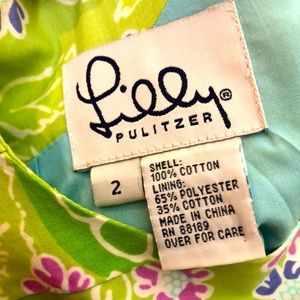 Lilly®
PULITZER
2
SHELL:
100% COTTON
LINING:
65% POLYESTER
35% COTTON
MADE IN CHINA
RN 88189
OVER FOR CARE